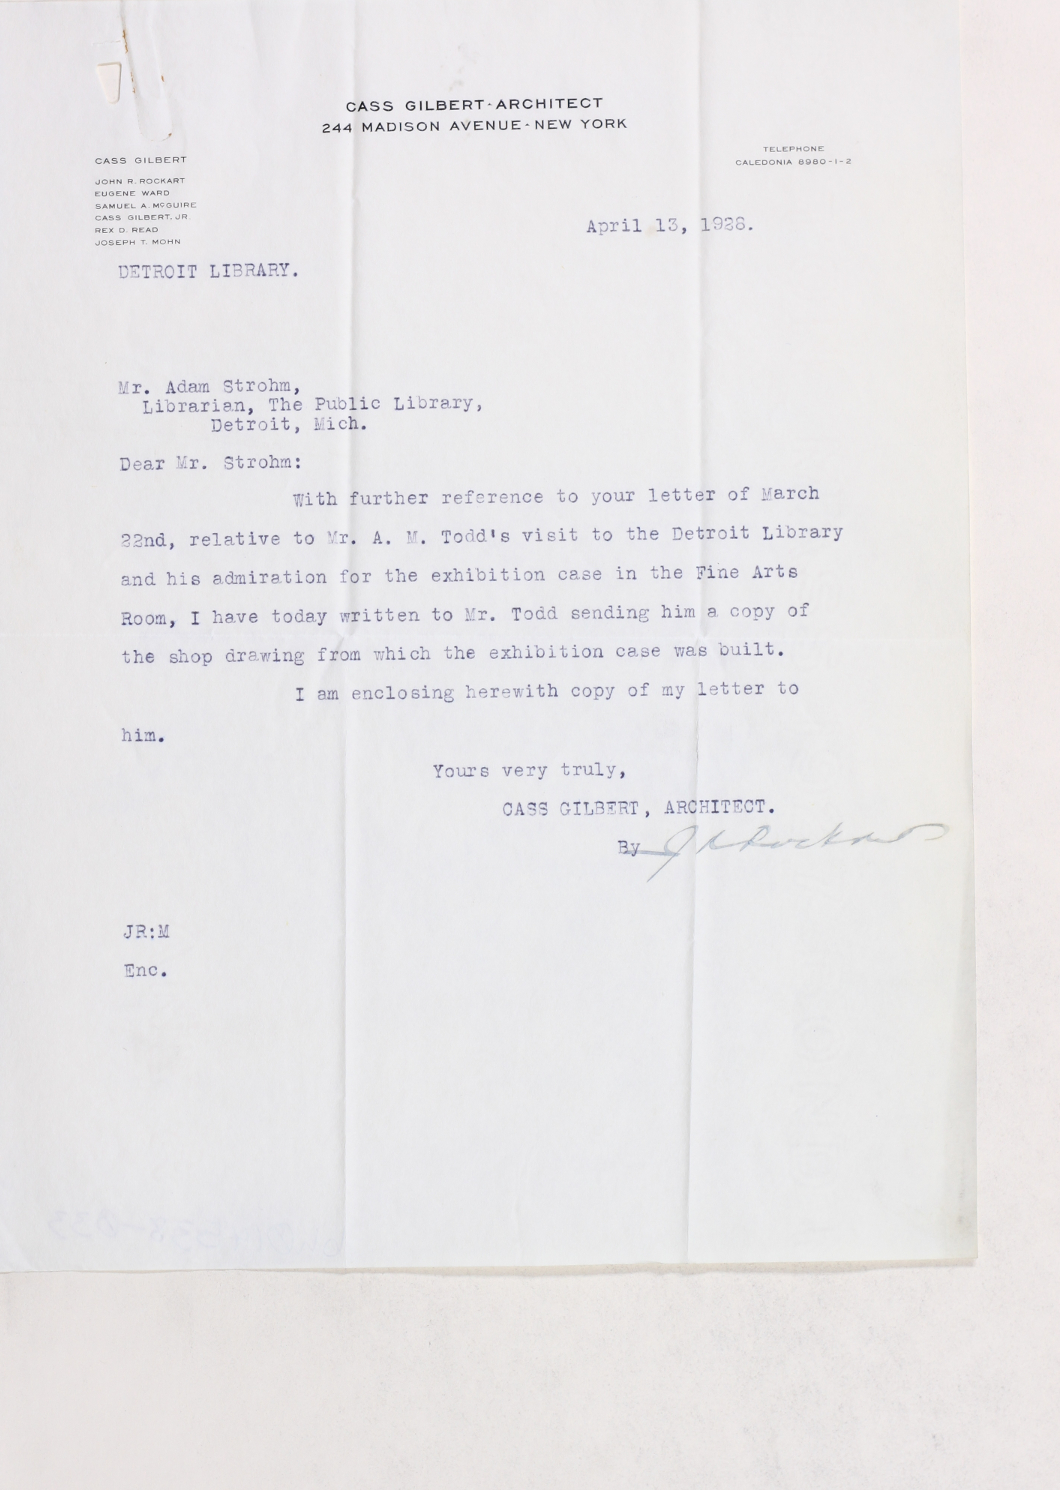 CASS GILBERT-ARCHITECT
244 MADISON AVENUE-NEW YORK
TELEPHONE
CALEDONIA 8980-1-2
CASS GILBERT
JOHN R. ROCKART
EUGENE WARD
SAMUEL A. McGUIRE
CASS GILBERT, JR.
REX D. READ
JOSEPH T. MOHN
April 13, 1928.
DETROIT LIBRARY.
Mr. Adam Strohm,
Librarian, The Public Library,
Detroit, Mich.
Dear Mr. Strohm:
With further reference to your letter of March
22nd, relative to Mr. A. M. Todd's visit to the Detroit Library
and his admiration for the exhibition case in the Fine Arts
Room, I have today written to Mr. Todd sending him a copy of
the shop drawing from which the exhibition case was built.
I am enclosing herewith copy of my letter to
him.
Yours very truly,
CASS GILBERT, ARCHITECT.
By J R Rockart
JR:M
Enc.